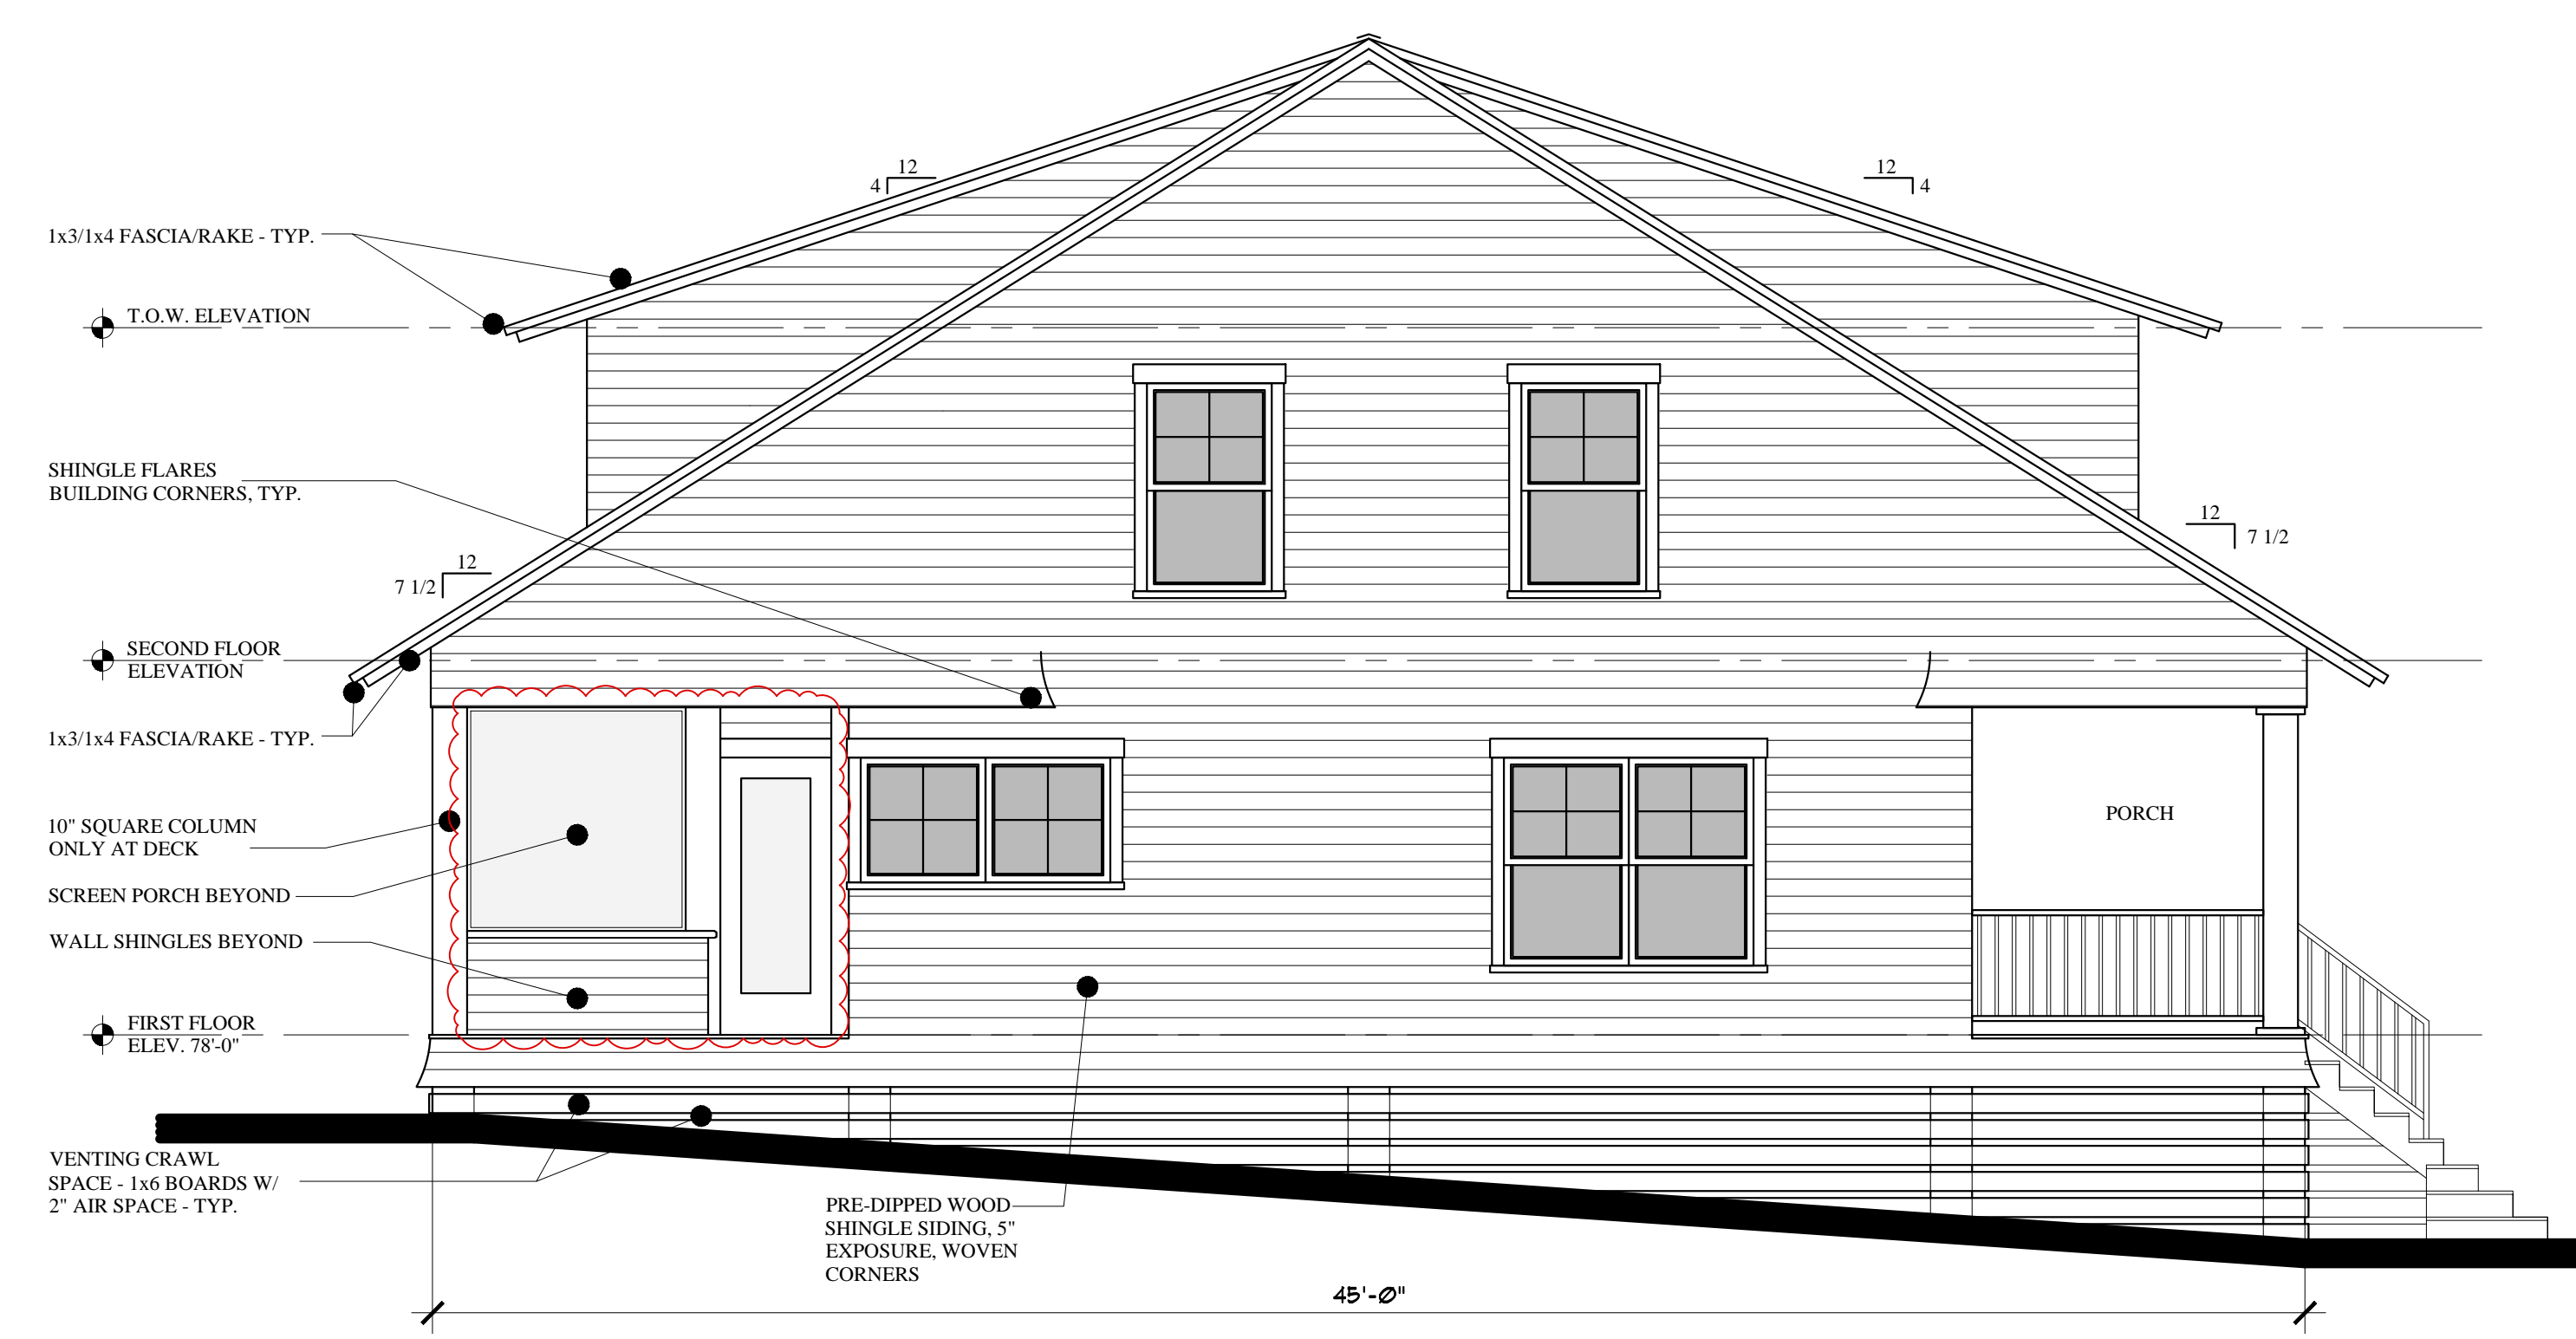 12
4
12
4
1x3/1x4 FASCIA/RAKE - TYP.
T.O.W. ELEVATION
SHINGLE FLARES
BUILDING CORNERS, TYP.
12
7 1/2
12
7 1/2
SECOND FLOOR
ELEVATION
1x3/1x4 FASCIA/RAKE - TYP.
10" SQUARE COLUMN
ONLY AT DECK
PORCH
SCREEN PORCH BEYOND
WALL SHINGLES BEYOND
FIRST FLOOR
ELEV. 78'-0"
VENTING CRAWL
SPACE - 1x6 BOARDS W/
2" AIR SPACE - TYP.
PRE-DIPPED WOOD
SHINGLE SIDING, 5"
EXPOSURE, WOVEN
CORNERS
45'-0"